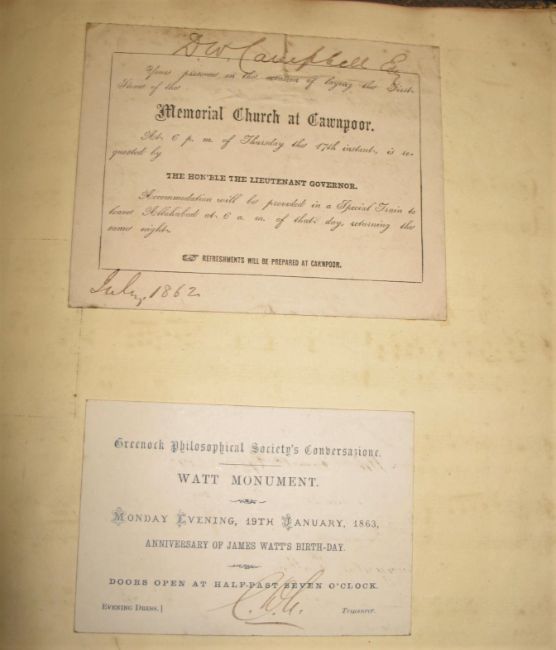 D.W. Campbell Esq
Yours presence in the occasion of laying the First
Stone of the
Memorial Church at Cawnpoor.
At 6 p. m. of Thursday the 17th instant, is re-
quested by
THE HON'BLE THE LIEUTENANT GOVERNOR.
Accommodation will be provided in a Special Train to
leave Allahabad at 6 a. m. of that day, returning the
same night.
☞ REFRESHMENTS WILL BE PREPARED AT CAWNPOOR.
July, 1862
Greenock Philosophical Society's Conversazione.
WATT MONUMENT.
MONDAY EVENING, 19TH JANUARY, 1863,
ANNIVERSARY OF JAMES WATT'S BIRTH-DAY.
DOORS OPEN AT HALF-PAST SEVEN O'CLOCK.
EVENING DRESS.]
Treasurer.